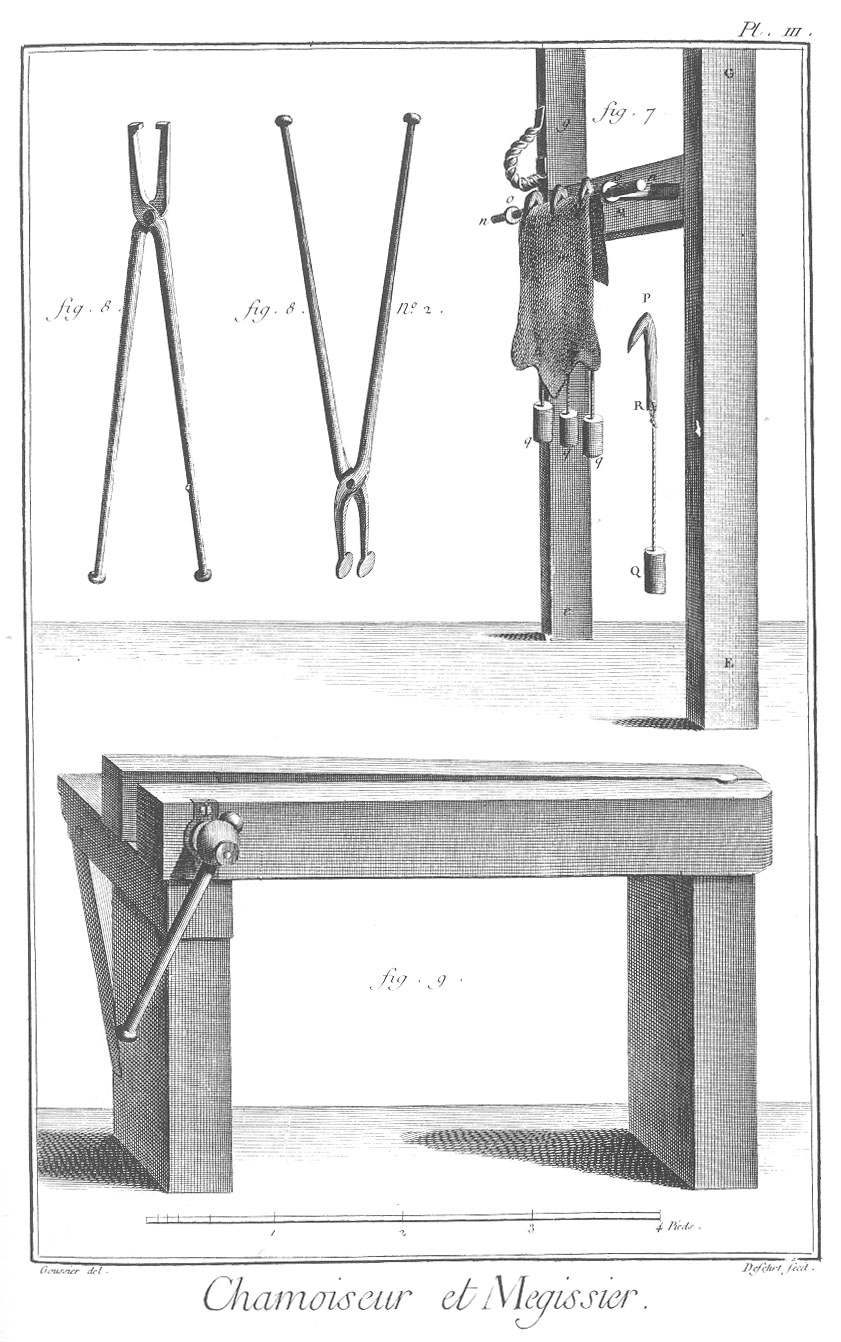 Pl. III.
G
g
fig. 7
o
n
P
fig. 8.
fig. 8.
N.º 2.
R
q
q
q
Q
e
E
fig. 9.
1
2
3
4 Pieds.
Goussier del.
Defehrt fecit.
Chamoiseur et Megissier.